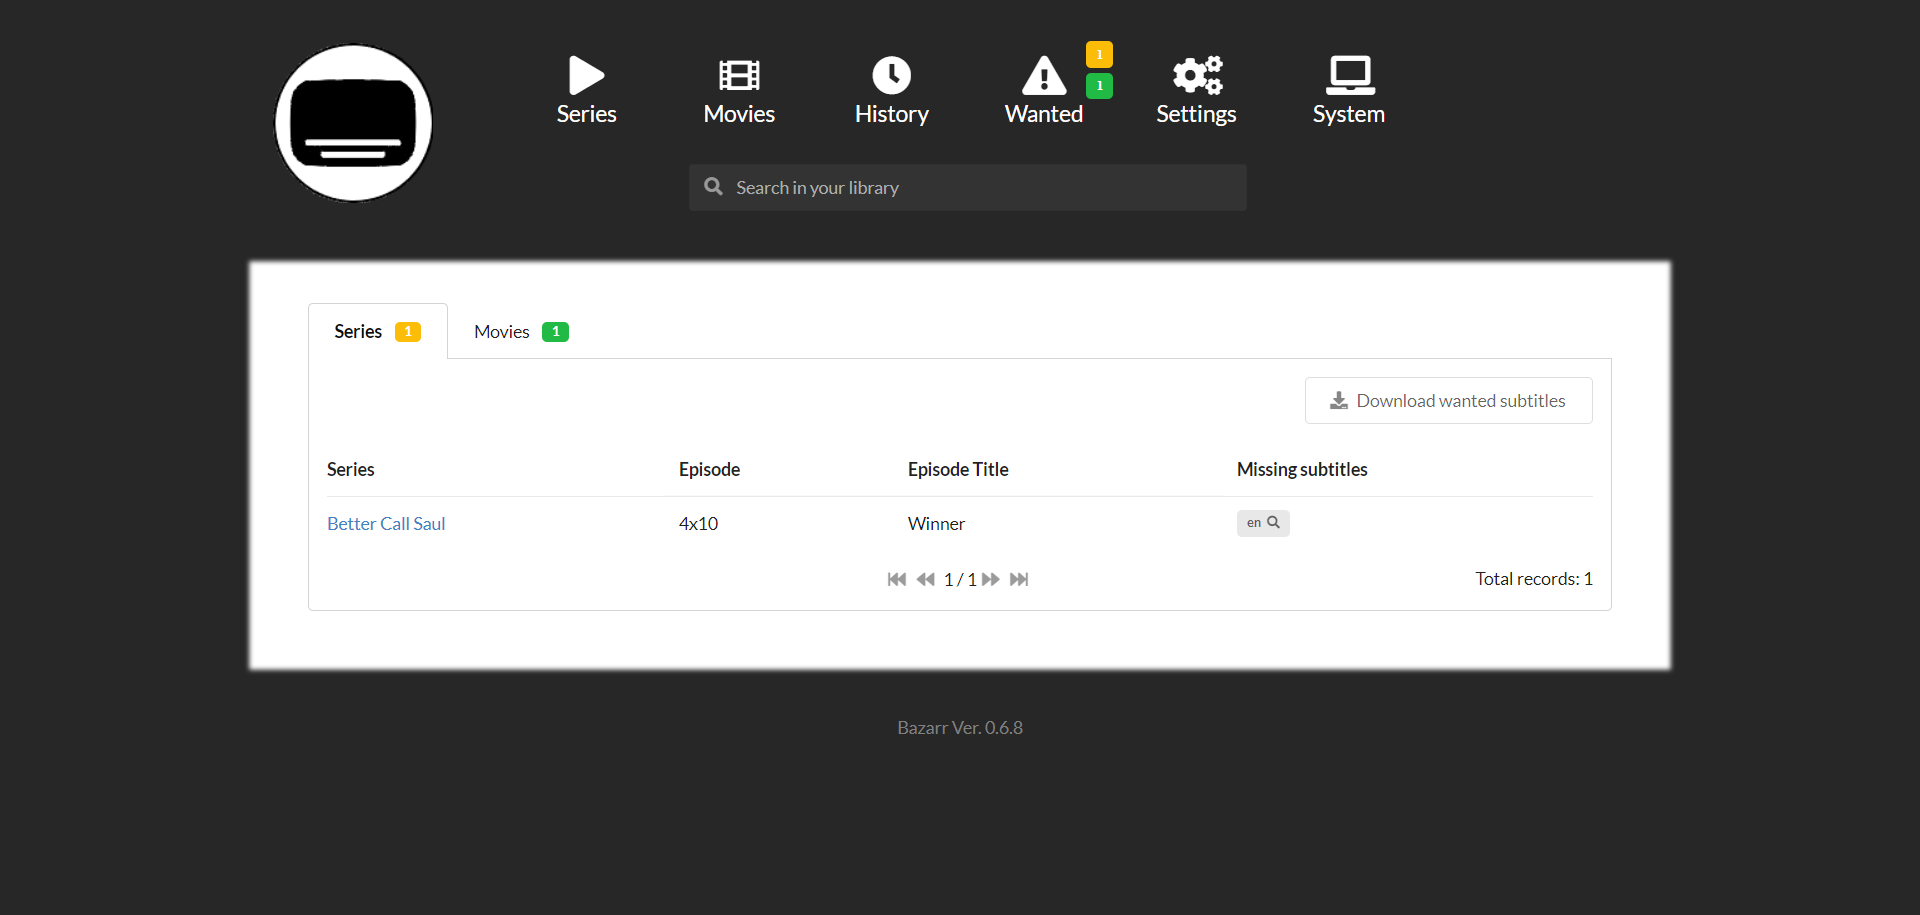 Series
Movies
History
Wanted
1
1
Settings
System
Search in your library
Series 1
Movies 1
Download wanted subtitles
Series Episode Episode Title Missing subtitles
Better Call Saul 4x10 Winner en
1 / 1
Total records: 1
Bazarr Ver. 0.6.8